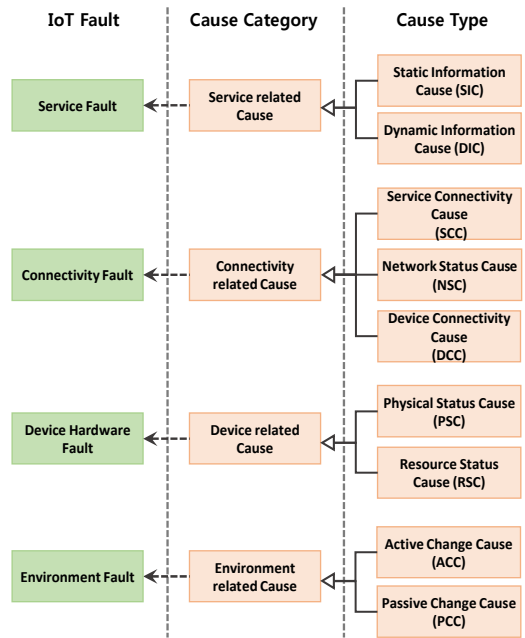 IoT Fault
Cause Category
Cause Type
Service Fault
Service related
Cause
Static Information
Cause (SIC)
Dynamic Information
Cause (DIC)
Connectivity Fault
Connectivity
related Cause
Service Connectivity
Cause
(SCC)
Network Status Cause
(NSC)
Device Connectivity
Cause
(DCC)
Device Hardware
Fault
Device related
Cause
Physical Status Cause
(PSC)
Resource Status
Cause (RSC)
Environment Fault
Environment
related Cause
Active Change Cause
(ACC)
Passive Change Cause
(PCC)